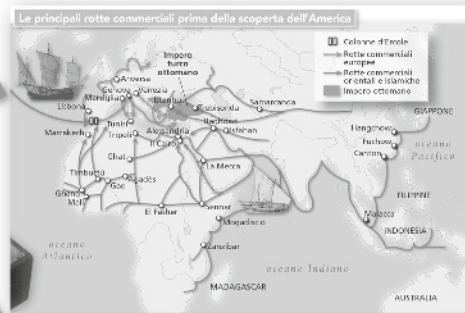 Le principali rotte commerciali prima della scoperta dell'America
Colonne d'Ercole
Rotte commerciali
europee
Rotte commerciali
orientali e islamiche
Impero ottomano
Impero
turco
ottomano
Anversa
Genova
Venezia
Marsiglia
Istanbul
Lisbona
Trebisonda
Samarcanda
Baghdad
Isfahan
Tunisi
Marrakech
Tripoli
Alessandria
Il Cairo
Ghat
La Mecca
Timbuctù
Gao
Agadès
Ghana
Mali
El Fasher
Sennar
Mogadiscio
Zanzibar
MADAGASCAR
GIAPPONE
Hangchow
Fuchow
Canton
oceano
Pacifico
FILIPPINE
Malacca
INDONESIA
oceano
Atlantico
oceano Indiano
AUSTRALIA